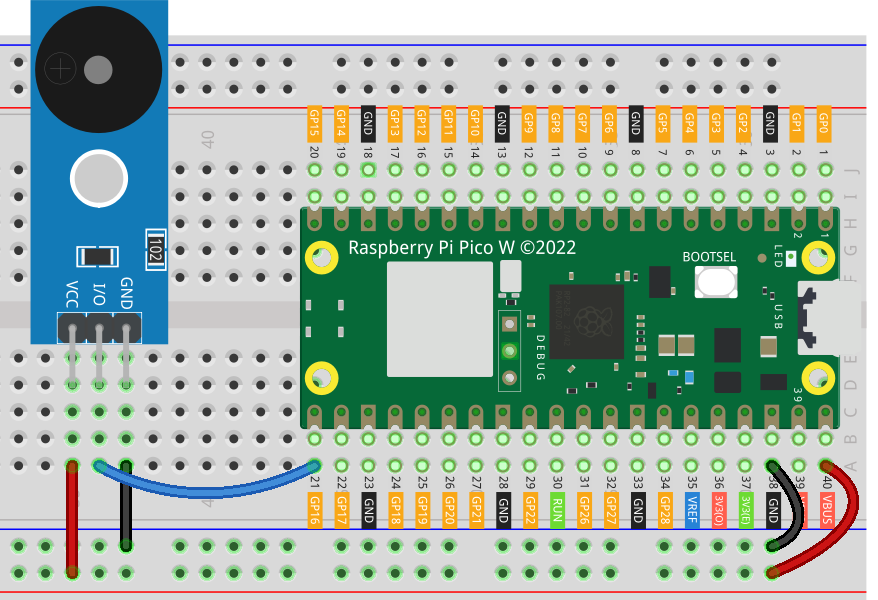 GP15 GP14 GND GP13 GP12 GP11 GP10 GND GP9 GP8 GP7 GP6 GND GP5 GP4 GP3 GP2 GND GP1 GP0
20 19 18 17 16 15 14 13 12 11 10 9 8 7 6 5 4 3 2 1
40
J
I
H
G
F
E
D
C
B
A
102
VCC I/O GND
Raspberry Pi Pico W ©2022
BOOTSEL
LED
2 1
USB
DEBUG
39
21 22 23 24 25 26 27 28 29 30 31 32 33 34 35 36 37 38 39 40
GP16 GP17 GND GP18 GP19 GP20 GP21 GND GP22 RUN GP26 GP27 GND GP28 VREF 3V3(O) 3V3(E) GND VBUS